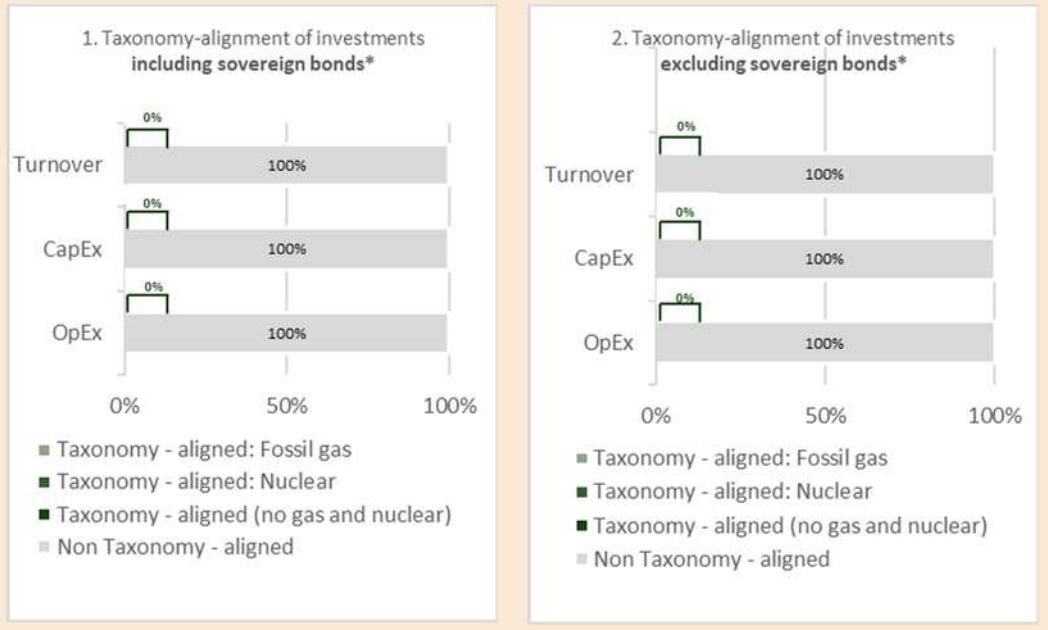 1. Taxonomy-alignment of investments
including sovereign bonds*
0%
Turnover
100%
0%
CapEx
100%
0%
OpEx
100%
0% 50% 100%
Taxonomy - aligned: Fossil gas
Taxonomy - aligned: Nuclear
Taxonomy - aligned (no gas and nuclear)
Non Taxonomy - aligned
2. Taxonomy-alignment of investments
excluding sovereign bonds*
0%
Turnover
100%
0%
CapEx
100%
0%
OpEx
100%
0% 50% 100%
Taxonomy - aligned: Fossil gas
Taxonomy - aligned: Nuclear
Taxonomy - aligned (no gas and nuclear)
Non Taxonomy - aligned